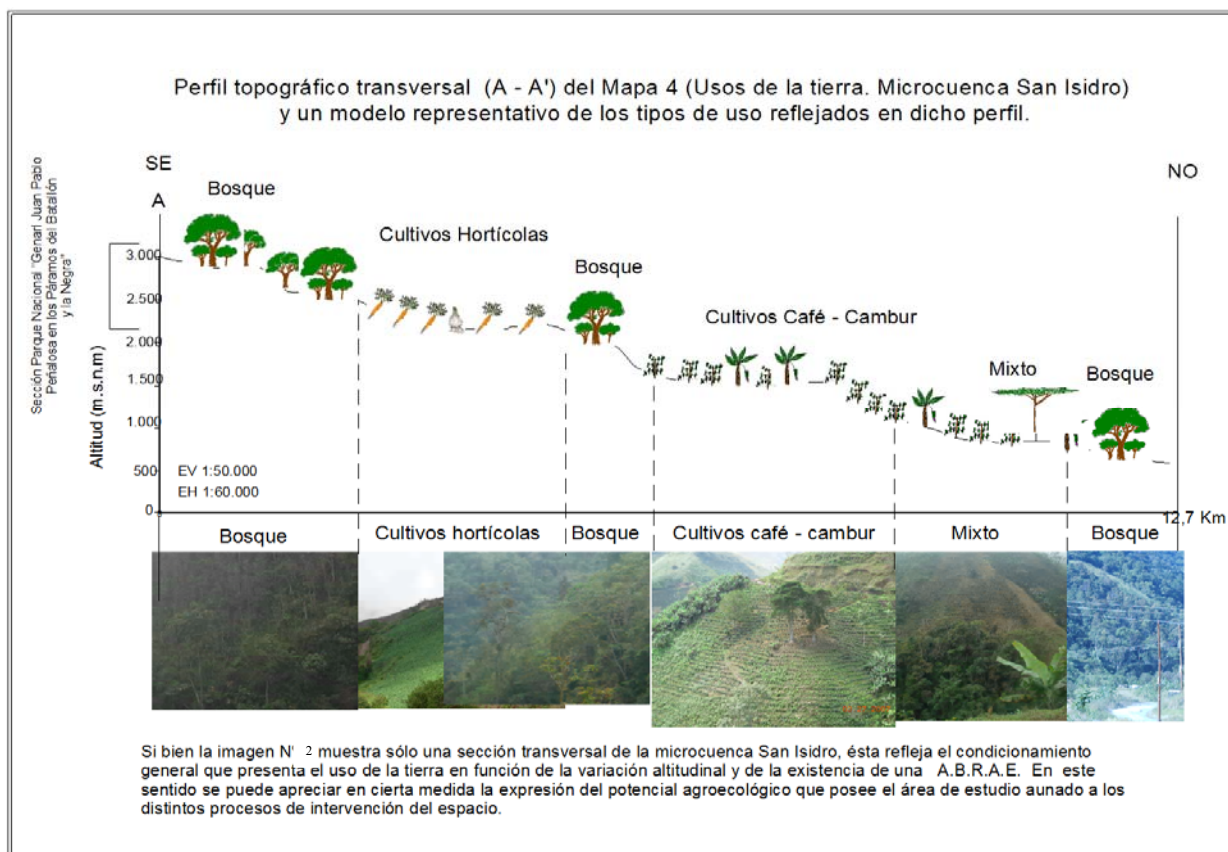 Perfil topográfico transversal (A - A') del Mapa 4 (Usos de la tierra. Microcuenca San Isidro)
y un modelo representativo de los tipos de uso reflejados en dicho perfil.
Sección Parque Nacional "Genarl Juan Pablo
Peñalosa en los Páramos del Batallón
y la Negra"
SE
NO
A
Bosque
Cultivos Hortícolas
Bosque
Cultivos Café - Cambur
Mixto
Bosque
Altitud (m.s.n.m)
3.000
2.500
2.000
1.500
1.000
500
0
EV 1:50.000
EH 1:60.000
12,7 Km
Bosque
Cultivos hortícolas
Bosque
Cultivos café - cambur
Mixto
Bosque
Si bien la imagen N' 2 muestra sólo una sección transversal de la microcuenca San Isidro, ésta refleja el condicionamiento
general que presenta el uso de la tierra en función de la variación altitudinal y de la existencia de una A.B.R.A.E. En este
sentido se puede apreciar en cierta medida la expresión del potencial agroecológico que posee el área de estudio aunado a los
distintos procesos de intervención del espacio.